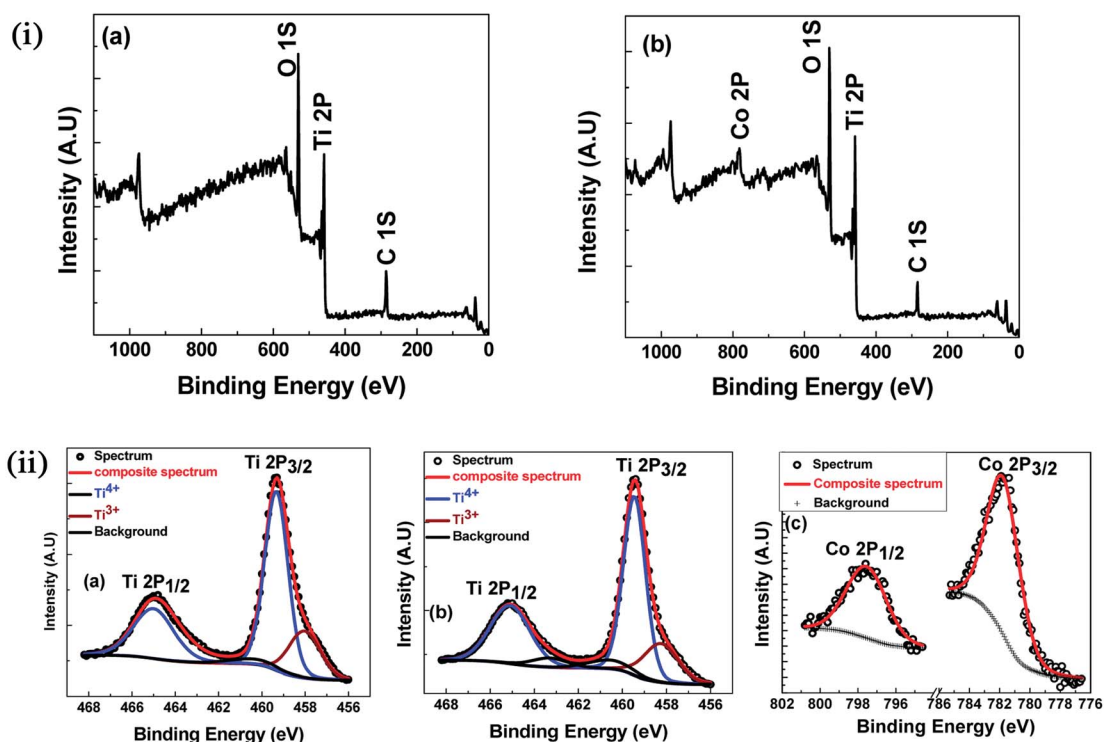 (i)
(a)
O 1S
Ti 2P
C 1S
Intensity (A.U)
1000 800 600 400 200 0
Binding Energy (eV)
(b)
Co 2P
O 1S
Ti 2P
C 1S
Intensity (A.U)
1000 800 600 400 200 0
Binding Energy (eV)
(ii)
Spectrum
composite spectrum
Ti4+
Ti3+
Background
Ti 2P3/2
(a)
Ti 2P1/2
Intensity (A.U)
468 466 464 462 460 458 456
Binding Energy (eV)
Spectrum
composite spectrum
Ti4+
Ti3+
Background
Ti 2P3/2
Ti 2P1/2
(b)
Intensity (A.U)
468 466 464 462 460 458 456
Binding Energy (eV)
Spectrum
Composite spectrum
Background
Co 2P3/2
(c)
Co 2P1/2
Intensity (A.U)
802 800 798 796 786 784 782 780 778 776
Binding Energy (eV)